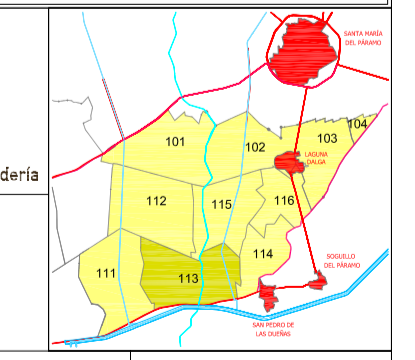 SANTA MARÍA
DEL PÁRAMO
104
103
101
102
LAGUNA
DALGA
dería
112
115
116
114
SOGUILLO
DEL PÁRAMO
111
113
SAN PEDRO DE
LAS DUEÑAS